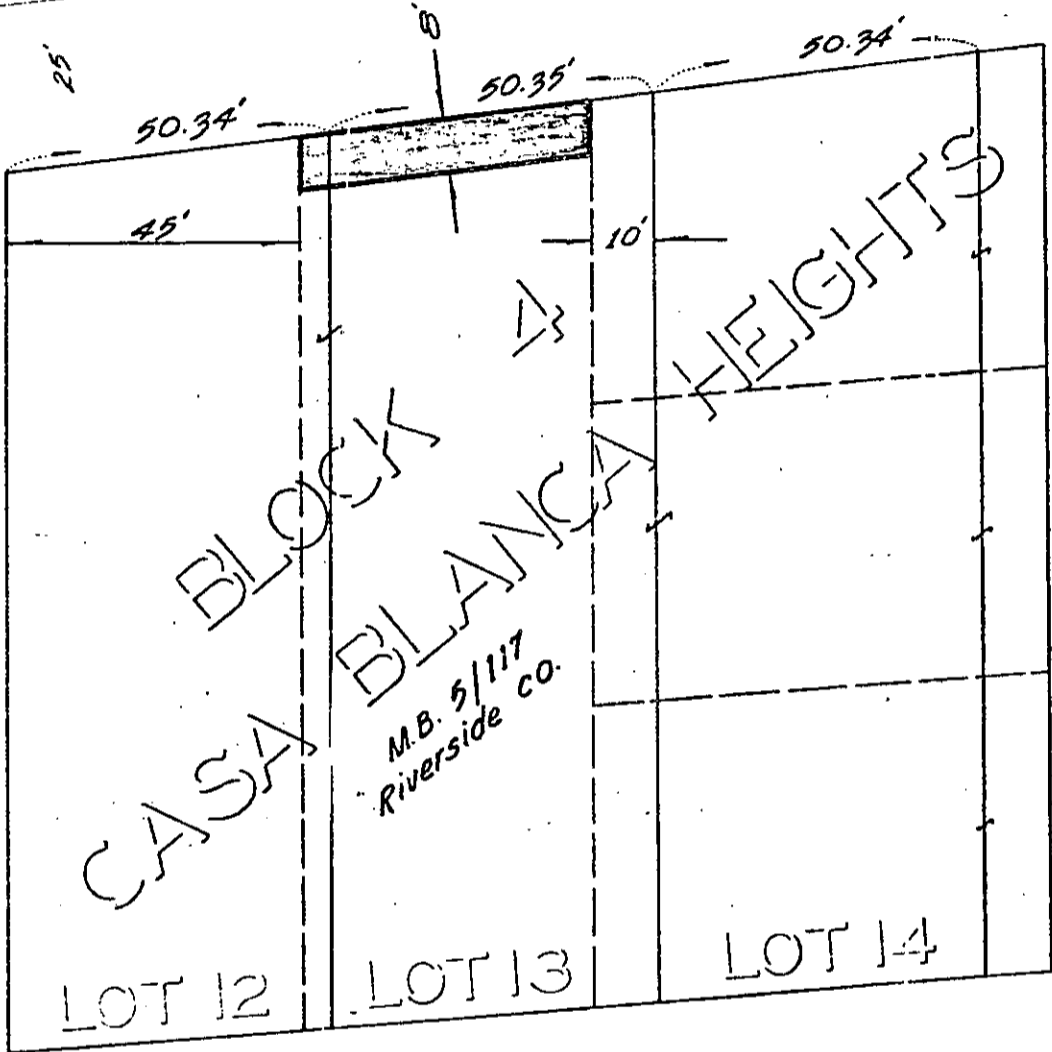 25'
50.34'
8'
50.35'
50.34'
45'
10'
BLOCK
CASA BLANCA HEIGHTS
M.B. 5/117
Riverside CO.
LOT 12
LOT 13
LOT 14